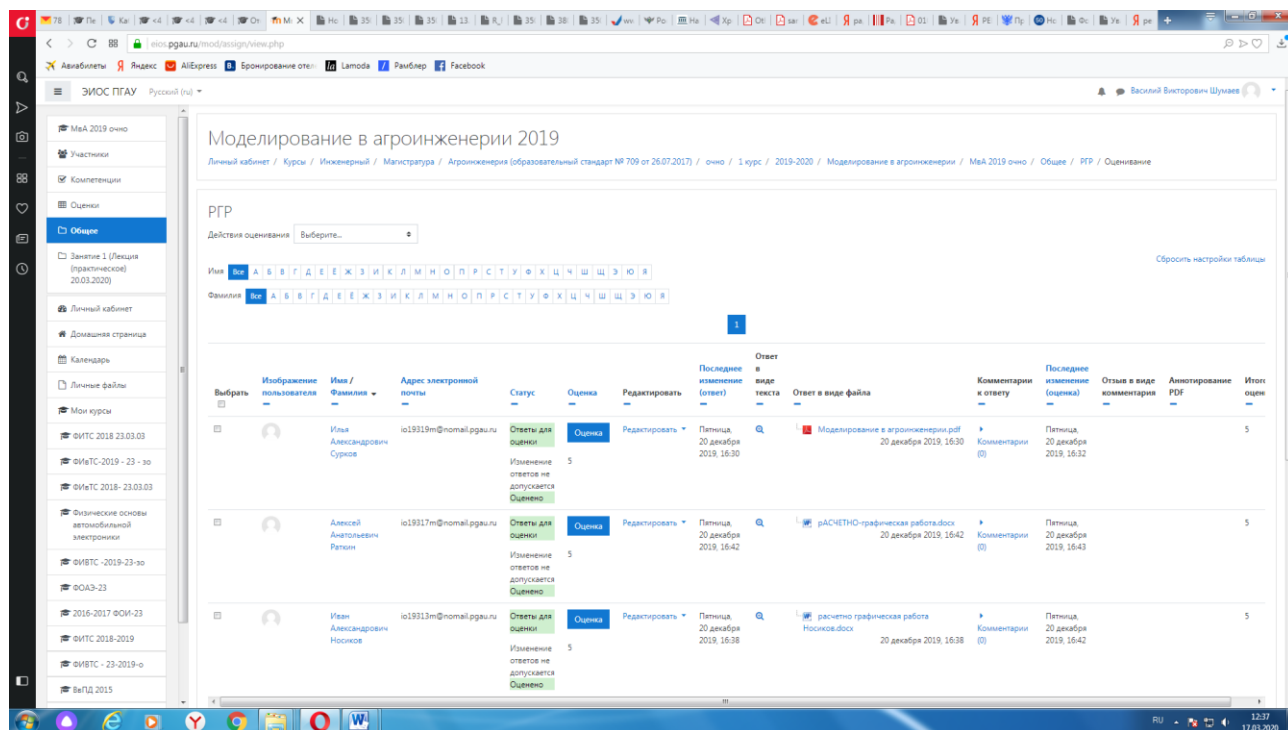 eios.pgau.ru/mod/assign/view.php
Авиабилеты Яндекс AliExpress Бронирование отел Lamoda Рамблер Facebook
ЭИОС ПГАУ Русский (ru)
Василий Викторович Шумаев
МвА 2019 очно
Участники
Компетенции
Оценки
Общее
Занятие 1 (Лекция
(практическое)
20.03.2020)
Личный кабинет
Домашняя страница
Календарь
Личные файлы
Мои курсы
ФИТС 2018 23.03.03
ФИвТС-2019 - 23 - зо
ФИвТС 2018- 23.03.03
Физические основы
автомобильной
электроники
ФИВТС -2019-23-зо
ФОАЭ-23
2016-2017 ФОИ-23
ФИТС 2018-2019
ФИВТС - 23-2019-о
ВвПД 2015
Моделирование в агроинженерии 2019
Личный кабинет / Курсы / Инженерный / Магистратура / Агроинженерия (образовательный стандарт № 709 от 26.07.2017) / очно / 1 курс / 2019-2020 / Моделирование в агроинженерии / МвА 2019 очно / Общее / РГР / Оценивание
РГР
Действия оценивания Выберите...
Сбросить настройки таблицы
Имя Все А Б В Г Д Е Ё Ж З И К Л М Н О П Р С Т У Ф Х Ц Ч Ш Щ Э Ю Я
Фамилия Все А Б В Г Д Е Ё Ж З И К Л М Н О П Р С Т У Ф Х Ц Ч Ш Щ Э Ю Я
1
Выбрать
Изображение
пользователя
Имя /
Фамилия
Адрес электронной
почты
Статус
Оценка
Редактировать
Последнее
изменение
(ответ)
Ответ
в
виде
текста
Ответ в виде файла
Комментарии
к ответу
Последнее
изменение
(оценка)
Отзыв в виде
комментария
Аннотирование
PDF
Итого
оцен
Илья
Александрович
Сурков
io19319m@nomail.pgau.ru
Ответы для
оценки
Изменение
ответов не
допускается
Оценено
Оценка
5
Редактировать
Пятница,
20 декабря
2019, 16:30
Моделирование в агроинженерии.pdf
20 декабря 2019, 16:30
Комментарии
(0)
Пятница,
20 декабря
2019, 16:32
5
Алексей
Анатольевич
Раткин
io19317m@nomail.pgau.ru
Ответы для
оценки
Изменение
ответов не
допускается
Оценено
Оценка
5
Редактировать
Пятница,
20 декабря
2019, 16:42
рАСЧЕТНО-графическая работа.docx
20 декабря 2019, 16:42
Комментарии
(0)
Пятница,
20 декабря
2019, 16:43
5
Иван
Александрович
Носиков
io19313m@nomail.pgau.ru
Ответы для
оценки
Изменение
ответов не
допускается
Оценено
Оценка
5
Редактировать
Пятница,
20 декабря
2019, 16:38
расчетно графическая работа
Носиков.docx
20 декабря 2019, 16:38
Комментарии
(0)
Пятница,
20 декабря
2019, 16:42
5
RU
12:37
17.03.2020